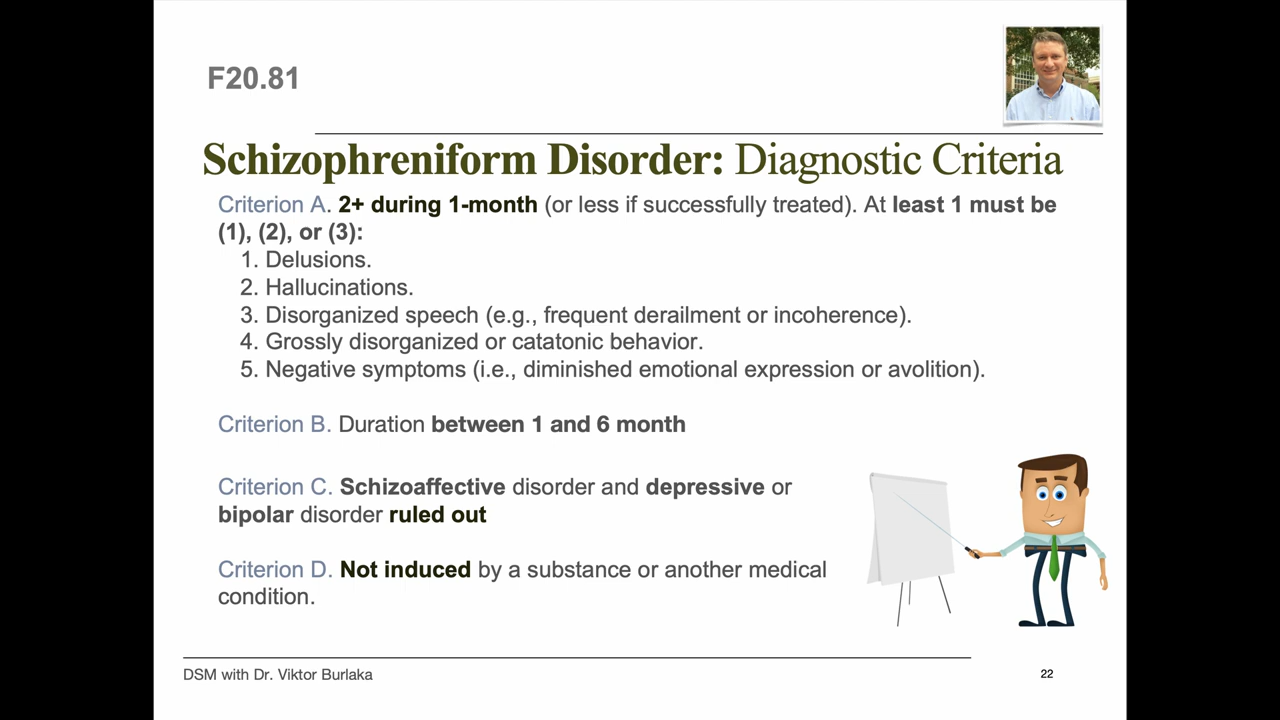 F20.81
Schizophreniform Disorder: Diagnostic Criteria
Criterion A. 2+ during 1-month (or less if successfully treated). At least 1 must be
(1), (2), or (3):
1. Delusions.
2. Hallucinations.
3. Disorganized speech (e.g., frequent derailment or incoherence).
4. Grossly disorganized or catatonic behavior.
5. Negative symptoms (i.e., diminished emotional expression or avolition).
Criterion B. Duration between 1 and 6 month
Criterion C. Schizoaffective disorder and depressive or
bipolar disorder ruled out
Criterion D. Not induced by a substance or another medical
condition.
DSM with Dr. Viktor Burlaka
22